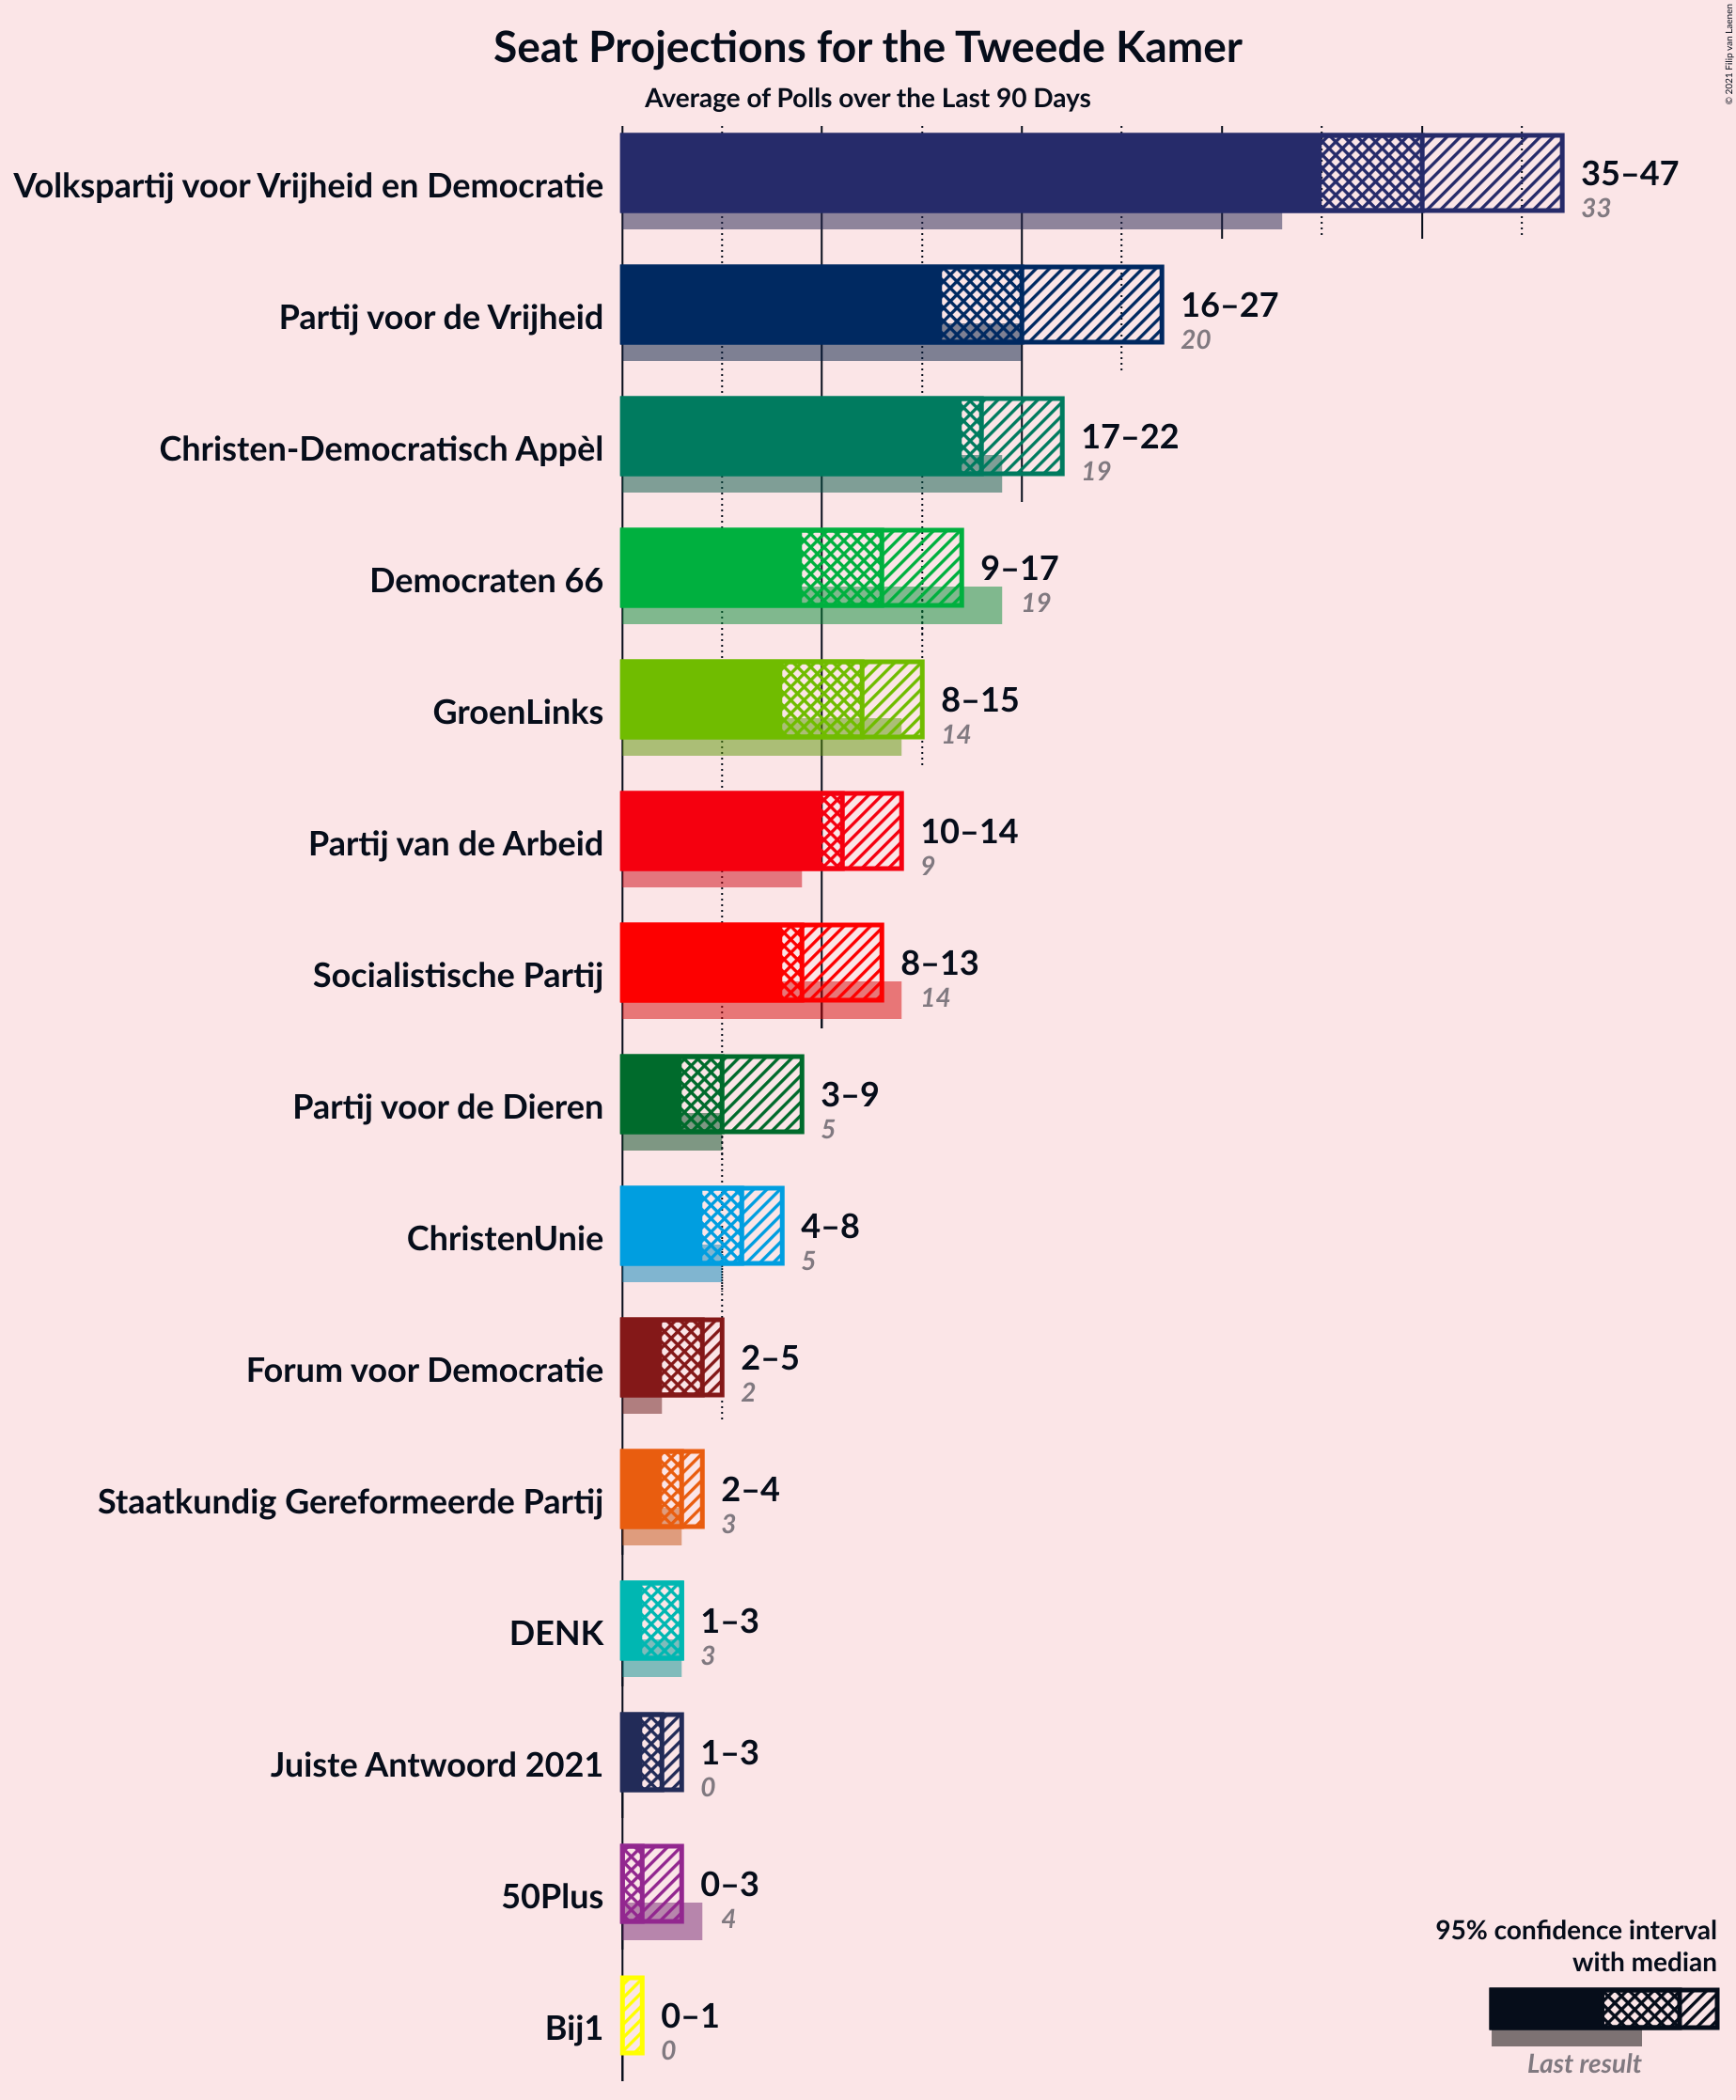 Seat Projections for the Tweede Kamer
Average of Polls over the Last 90 Days
© 2021 Filip van Laenen
Volkspartij voor Vrijheid en Democratie
35–47
33
Partij voor de Vrijheid
16–27
20
Christen-Democratisch Appèl
17–22
19
Democraten 66
9–17
19
GroenLinks
8–15
14
Partij van de Arbeid
10–14
9
Socialistische Partij
8–13
14
Partij voor de Dieren
3–9
5
ChristenUnie
4–8
5
Forum voor Democratie
2–5
2
Staatkundig Gereformeerde Partij
2–4
3
DENK
1–3
3
Juiste Antwoord 2021
1–3
0
50Plus
0–3
4
Bij1
0–1
0
95% confidence interval
with median
Last result